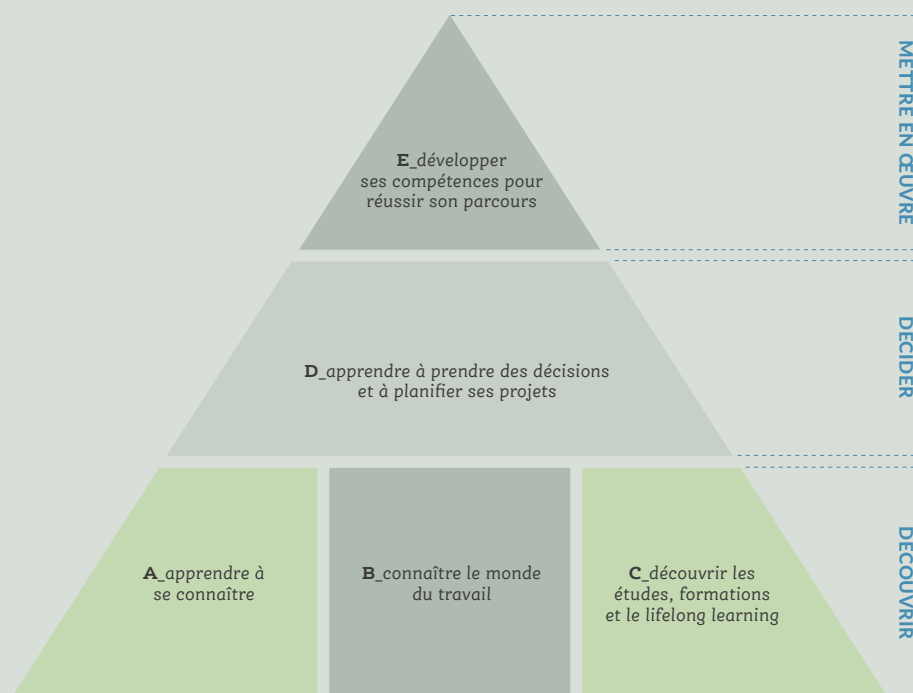 E_développer
ses compétences pour
réussir son parcours
METTRE EN ŒUVRE
D_apprendre à prendre des décisions
et à planifier ses projets
DECIDER
A_apprendre à
se connaître
B_connaître le monde
du travail
C_découvrir les
études, formations
et le lifelong learning
DECOUVRIR